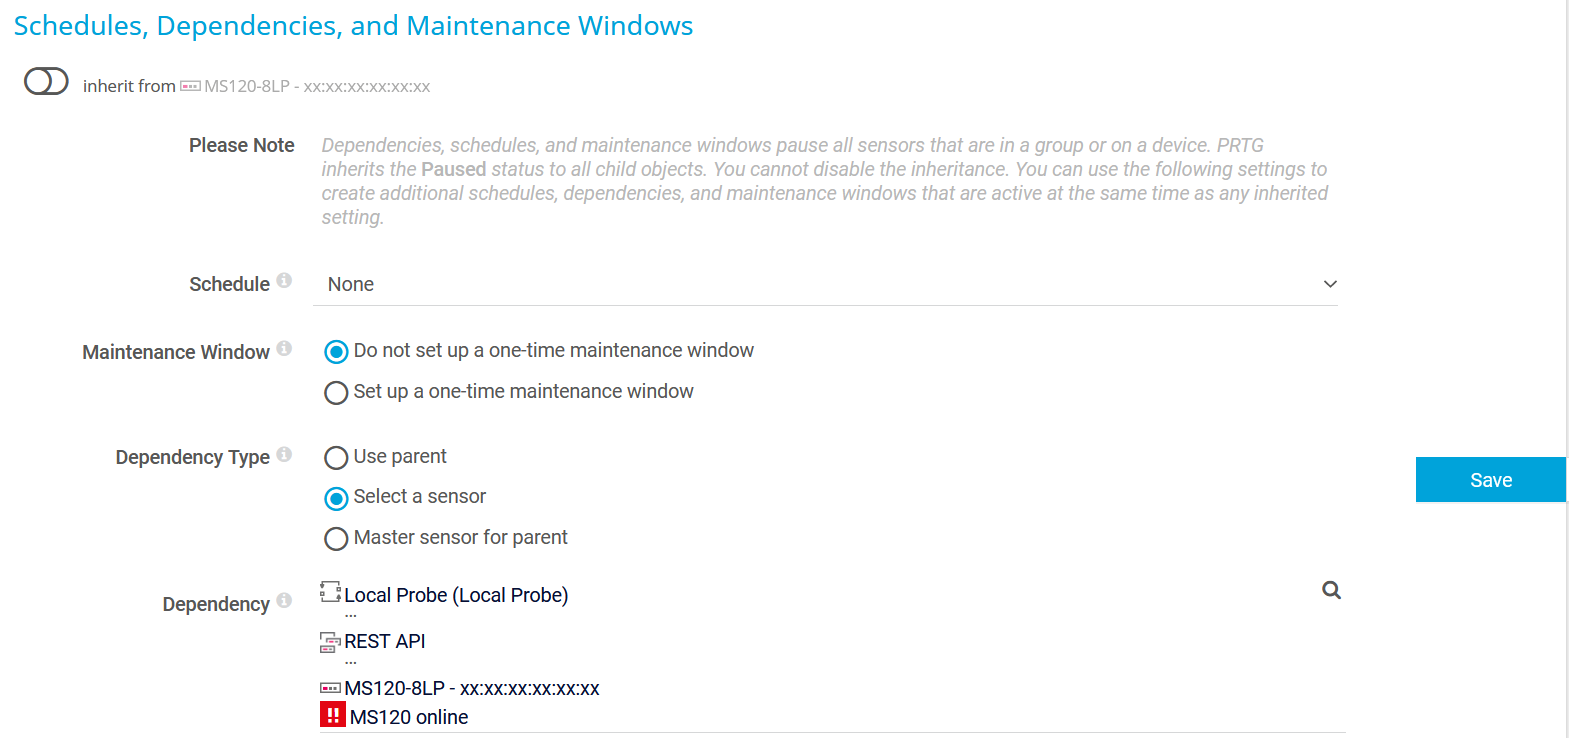 Schedules, Dependencies, and Maintenance Windows
inherit from MS120-8LP - xx:xx:xx:xx:xx:xx
Please Note
Dependencies, schedules, and maintenance windows pause all sensors that are in a group or on a device. PRTG
inherits the Paused status to all child objects. You cannot disable the inheritance. You can use the following settings to
create additional schedules, dependencies, and maintenance windows that are active at the same time as any inherited
setting.
Schedule
None
Maintenance Window
Do not set up a one-time maintenance window
Set up a one-time maintenance window
Dependency Type
Use parent
Select a sensor
Master sensor for parent
Save
Dependency
Local Probe (Local Probe)
...
REST API
...
MS120-8LP - xx:xx:xx:xx:xx:xx
!! MS120 online